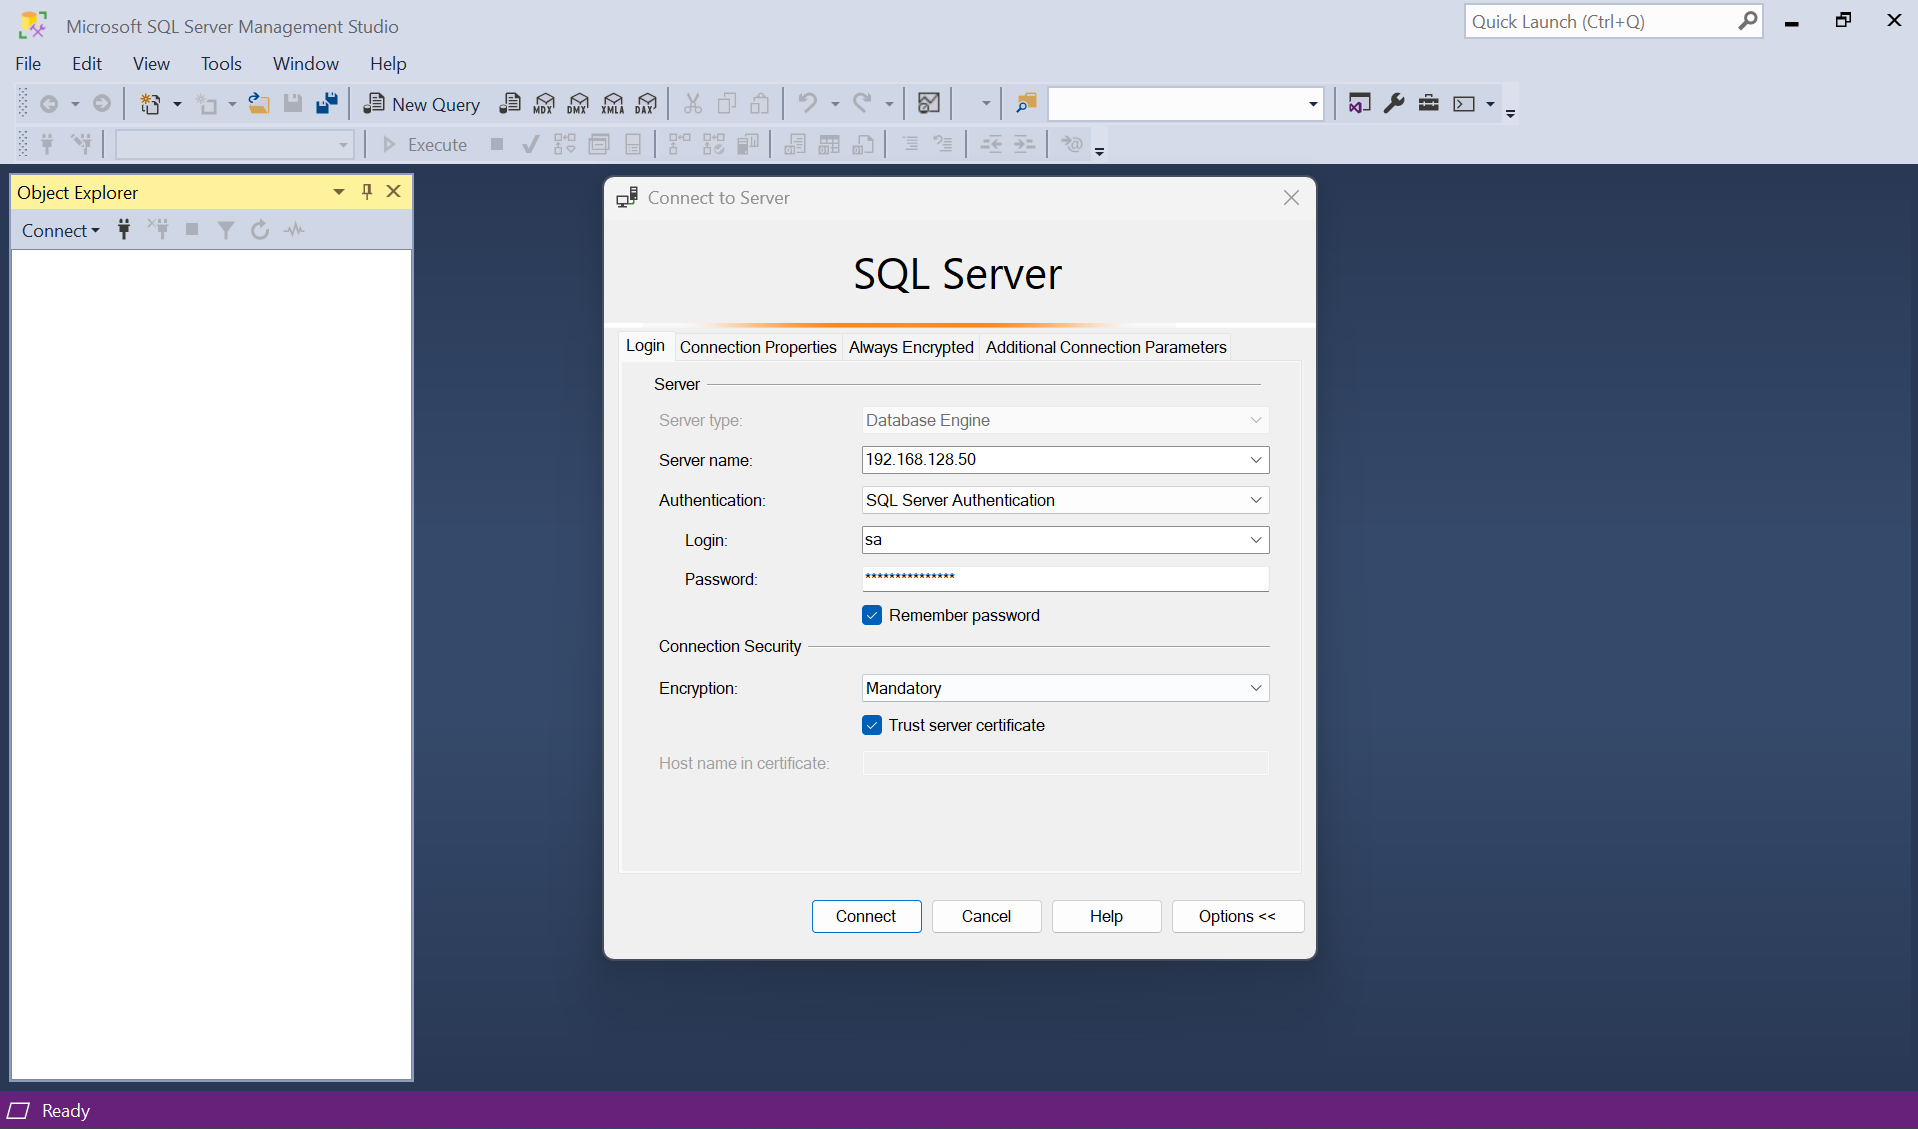 Microsoft SQL Server Management Studio
Quick Launch (Ctrl+Q)
File Edit View Tools Window Help
New Query MDX DMX XMLA DAX
Execute
Object Explorer
Connect
Connect to Server
SQL Server
Login Connection Properties Always Encrypted Additional Connection Parameters
Server
Server type: Database Engine
Server name: 192.168.128.50
Authentication: SQL Server Authentication
Login: sa
Password: ***************
Remember password
Connection Security
Encryption: Mandatory
Trust server certificate
Host name in certificate:
Connect Cancel Help Options <<
Ready